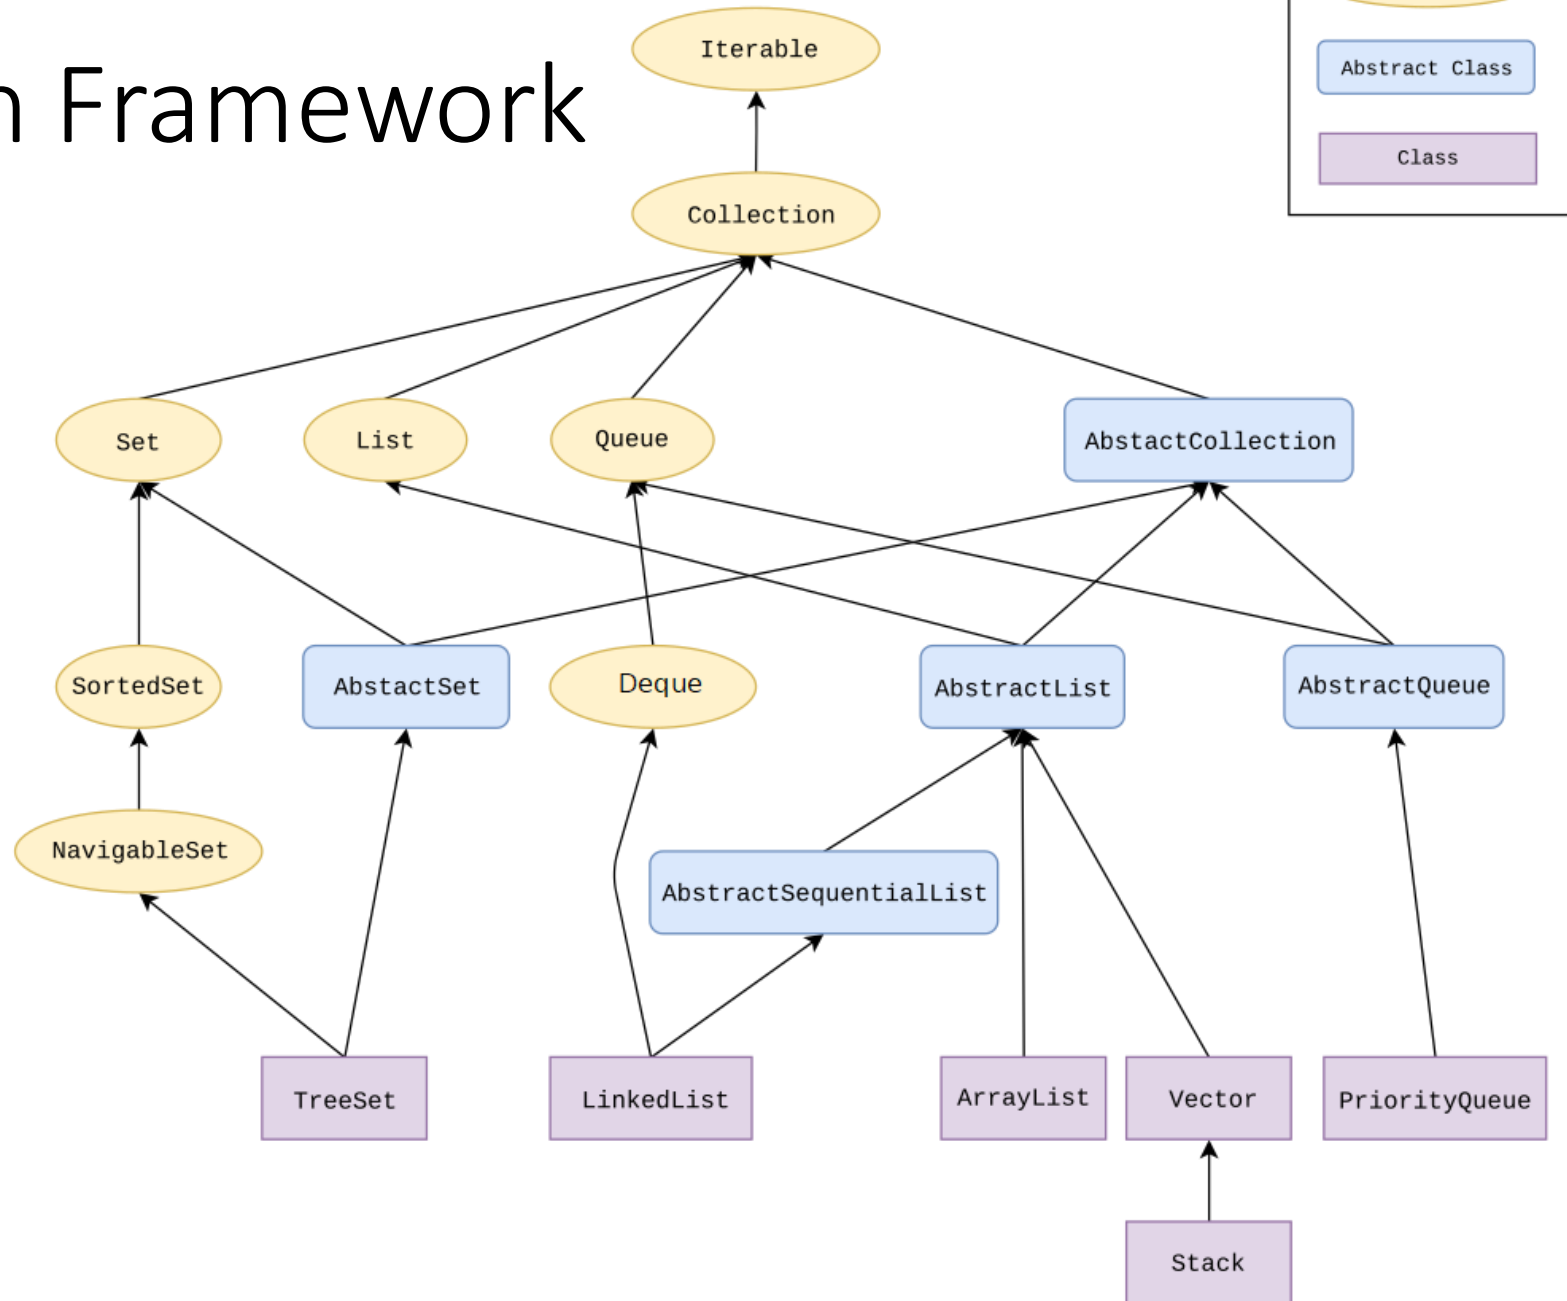 n Framework
Iterable
Abstract Class
Class
Collection
Set
List
Queue
AbstactCollection
SortedSet
AbstactSet
Deque
AbstractList
AbstractQueue
NavigableSet
AbstractSequentialList
TreeSet
LinkedList
ArrayList
Vector
PriorityQueue
Stack